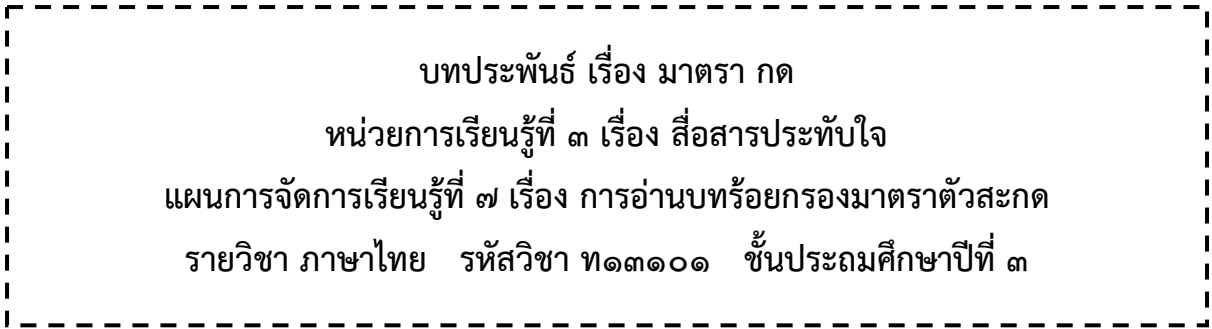 บทประพันธ์ เรื่อง มาตรา กด
หน่วยการเรียนรู้ที่ ๓ เรื่อง สื่อสารประทับใจ
แผนการจัดการเรียนรู้ที่ ๗ เรื่อง การอ่านบทร้อยกรองมาตราตัวสะกด
รายวิชา ภาษาไทย รหัสวิชา ท๑๓๑๐๑ ชั้นประถมศึกษาปีที่ ๓